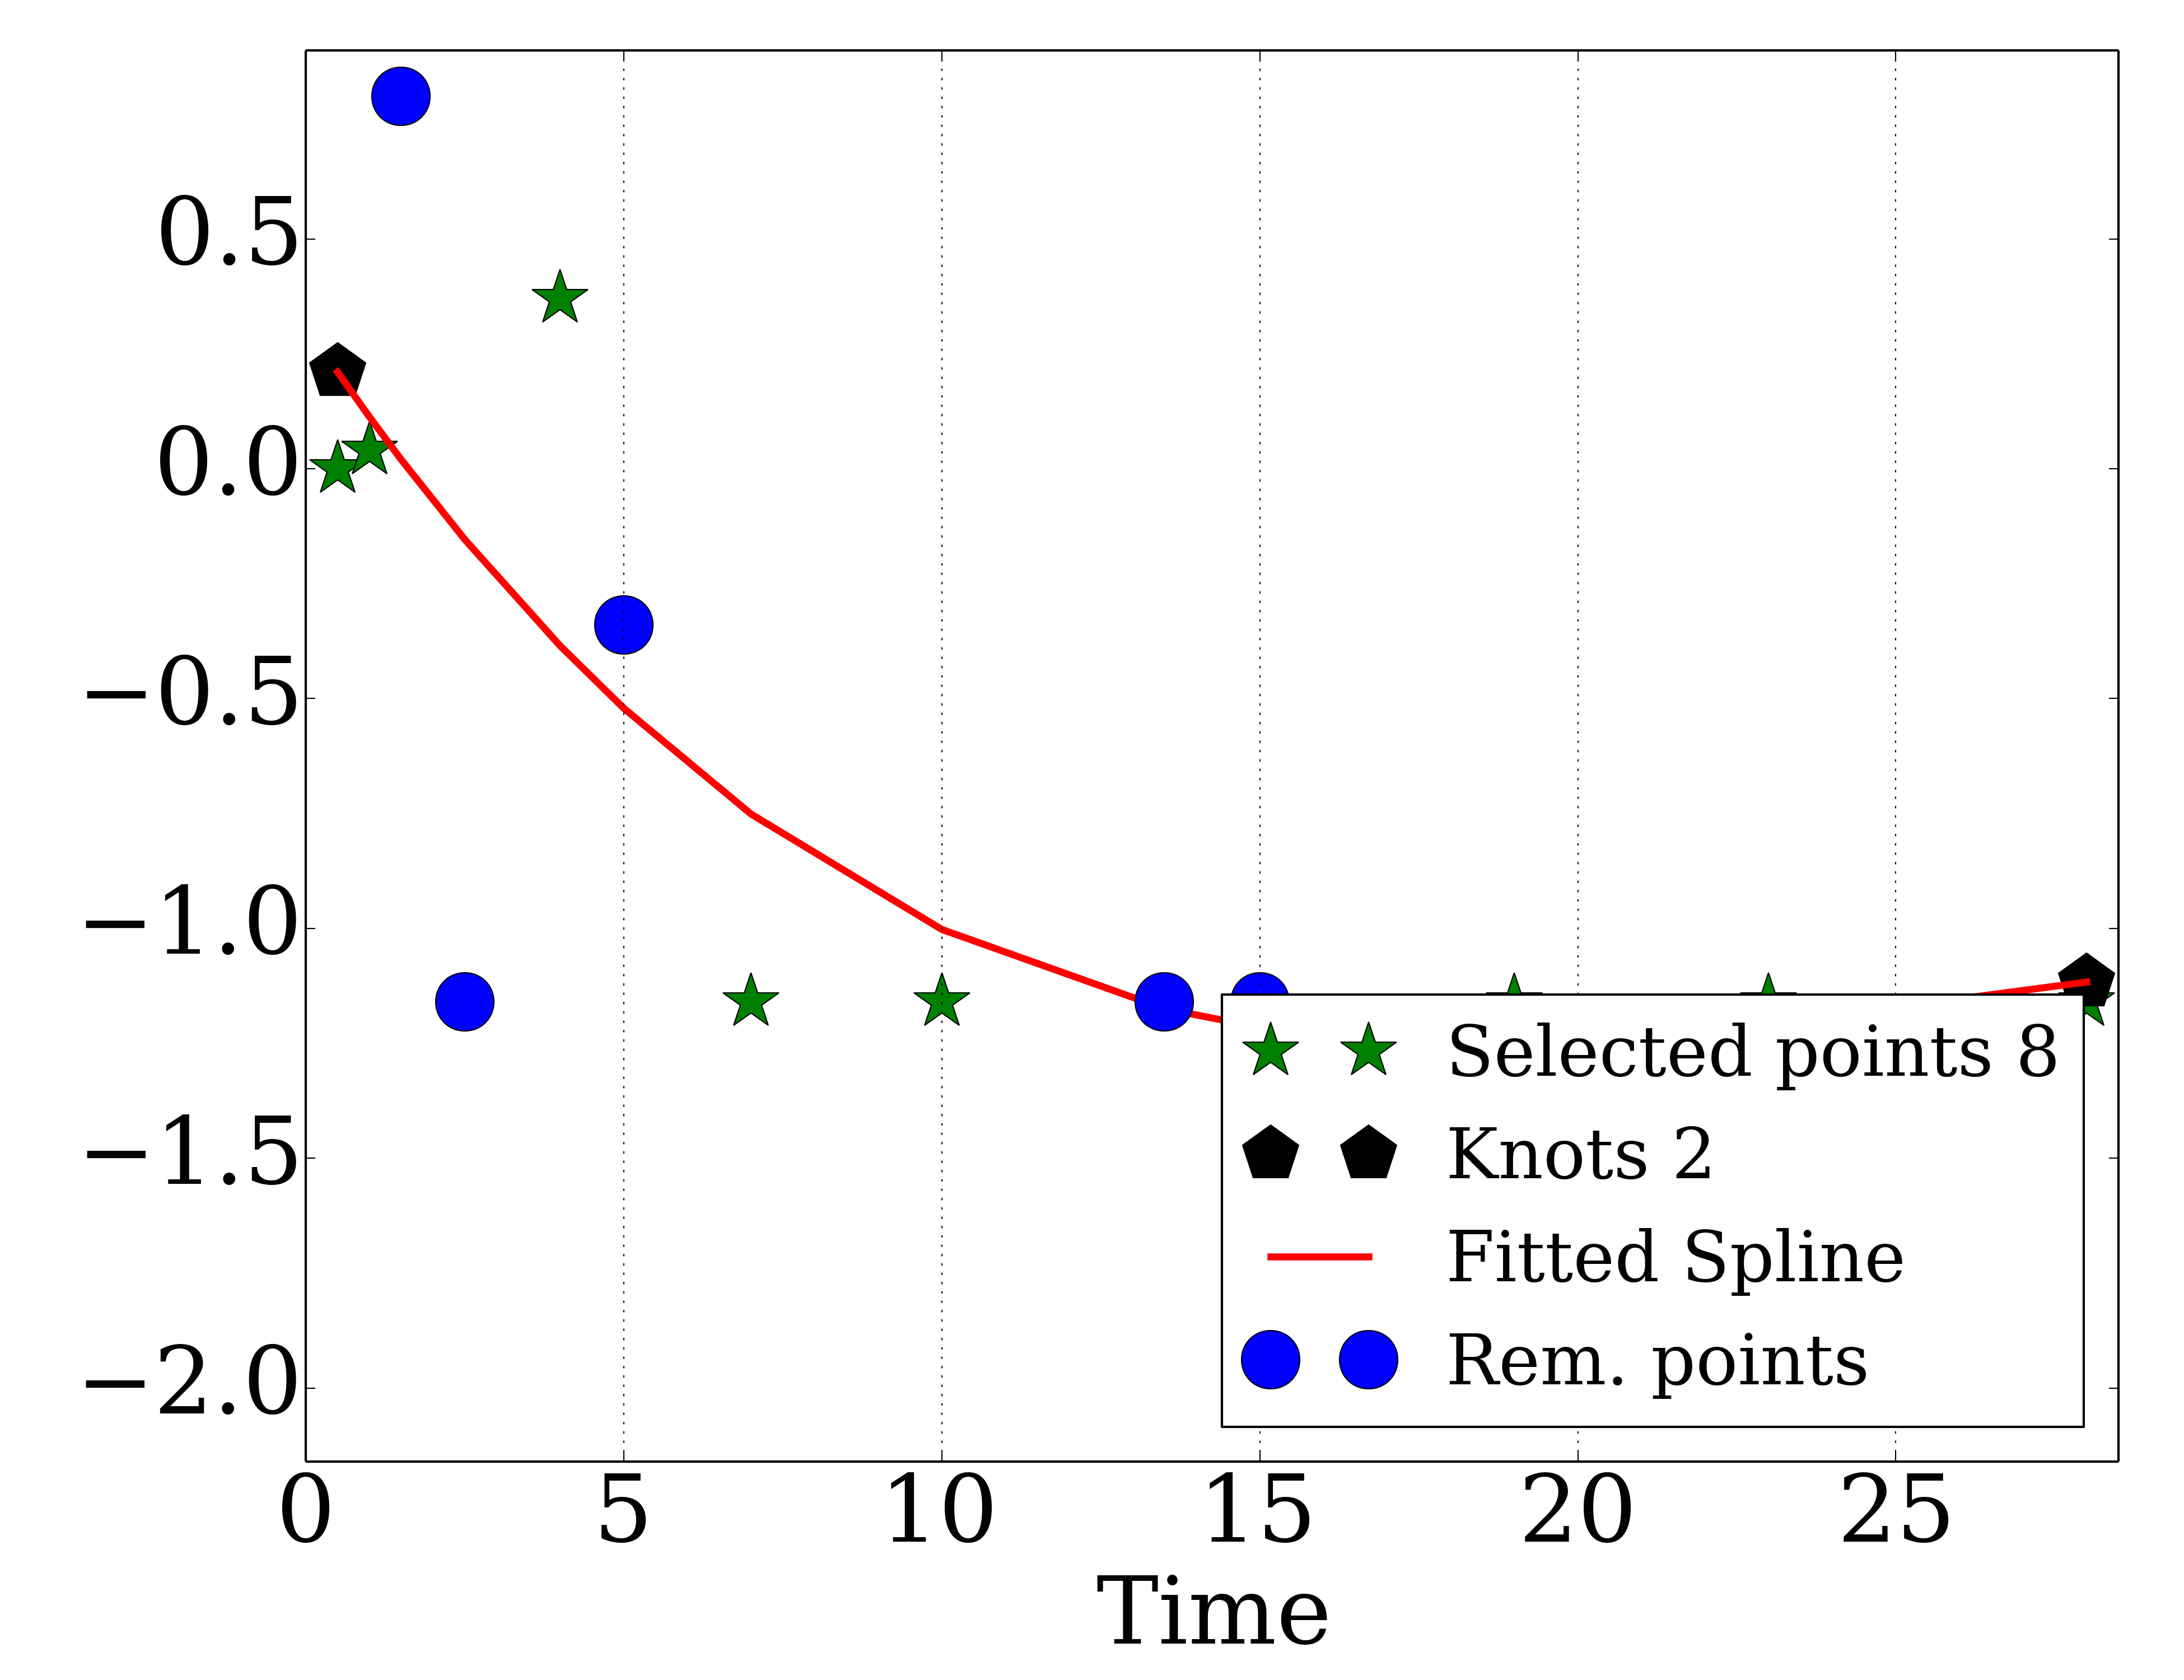 0.5
0.0
−0.5
−1.0
−1.5
−2.0
Selected points 8
Knots 2
Fitted Spline
Rem. points
0 5 10 15 20 25
Time